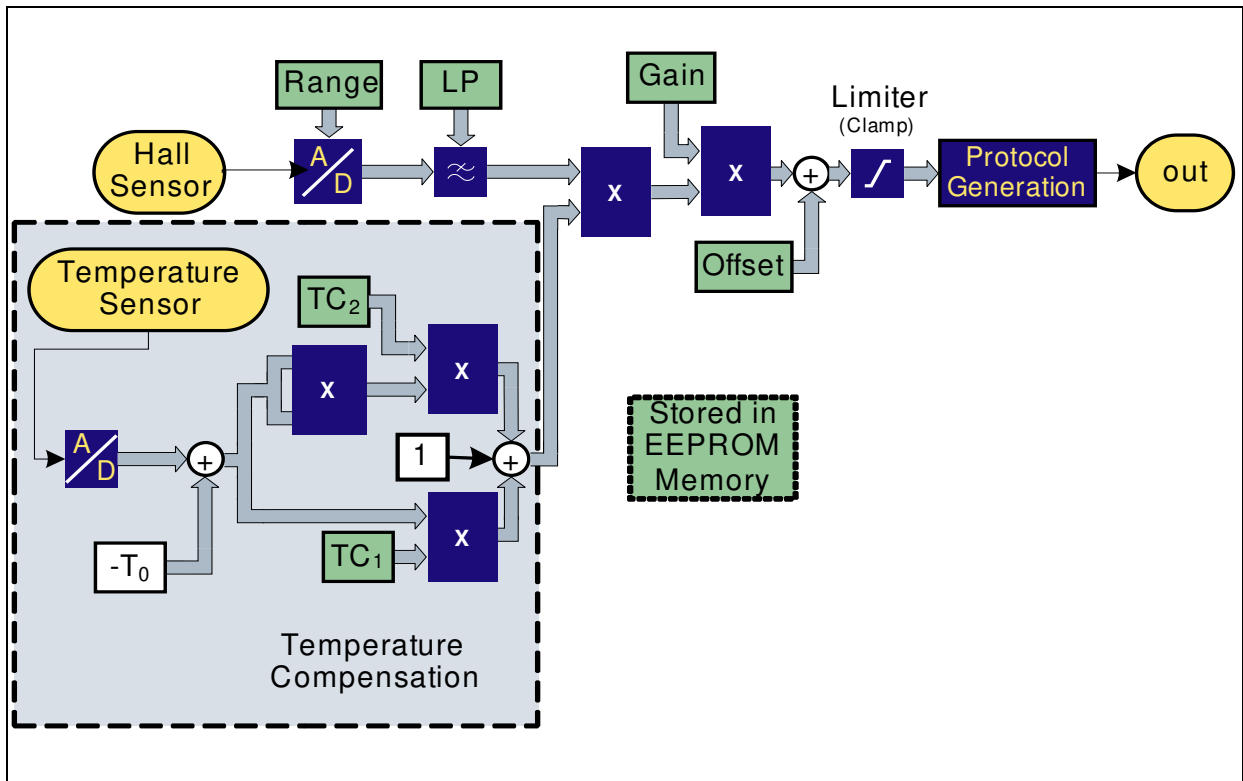 Range
LP
Gain
Limiter
(Clamp)
Hall
Sensor
A
D
X
X
+
Protocol
Generation
out
Offset
Temperature
Sensor
TC₂
X
X
A
D
+
1
+
Stored in
EEPROM
Memory
X
TC₁
-T₀
Temperature
Compensation